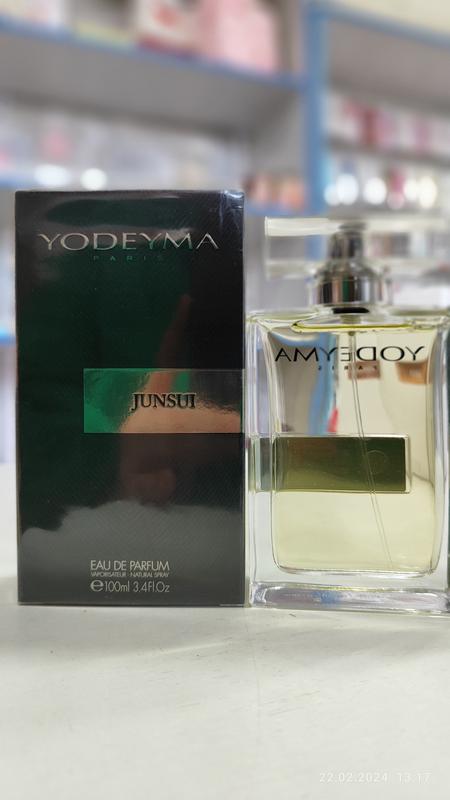 YODEYMA
PARIS
JUNSUI
EAU DE PARFUM
VAPORISATEUR · NATURAL SPRAY
℮100ml 3.4Fl.Oz
YODEYMA
PARIS
22.02.2024 13:17